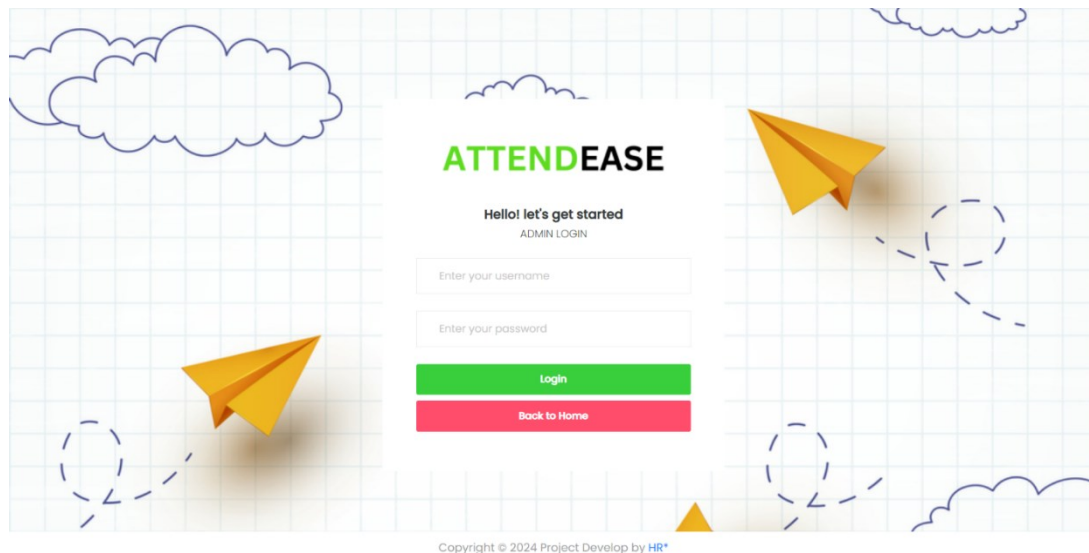 ATTENDEASE
Hello! let's get started
ADMIN LOGIN
Enter your username
Enter your password
Login
Back to Home
Copyright © 2024 Project Develop by HR*